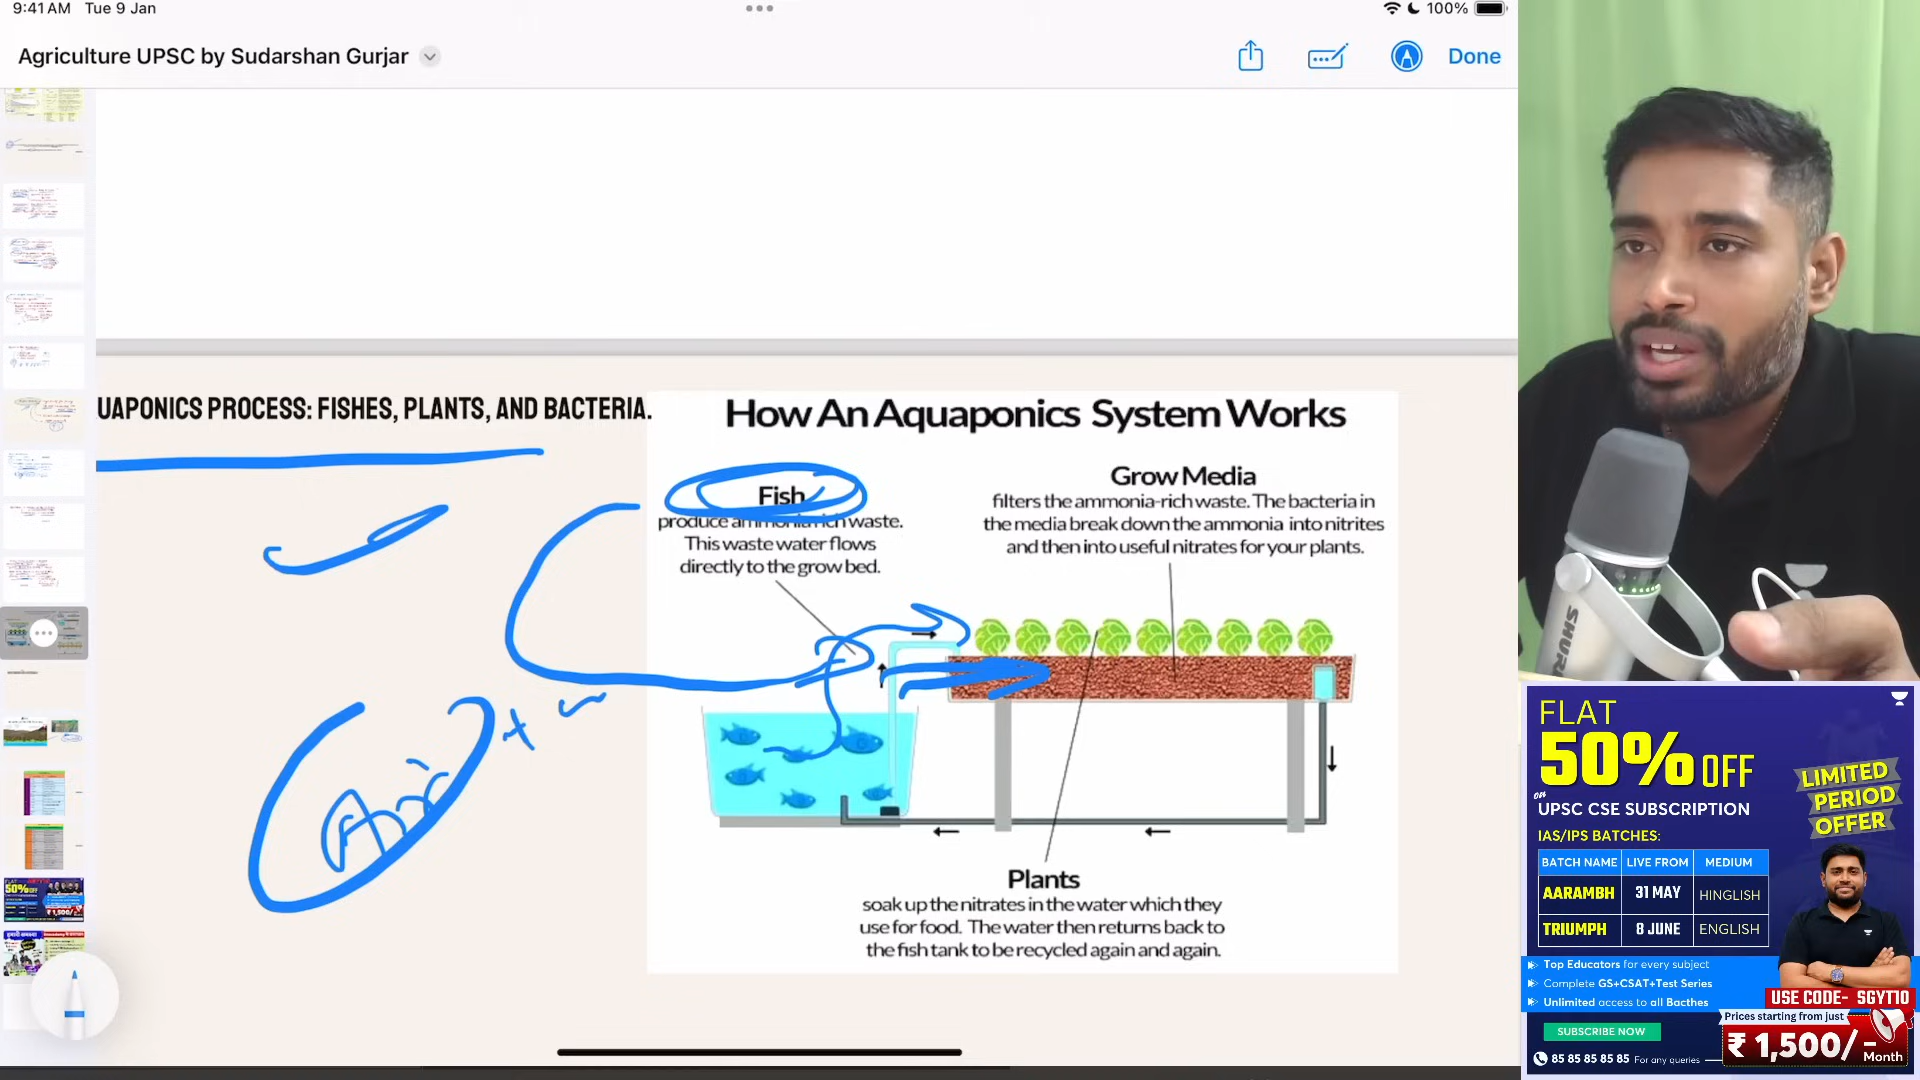 9:41 AM Tue 9 Jan
100%
Agriculture UPSC by Sudarshan Gurjar
Done
UAPONICS PROCESS: FISHES, PLANTS, AND BACTERIA.
How An Aquaponics System Works
Fish
produce ammonia rich waste.
This waste water flows
directly to the grow bed.
Grow Media
filters the ammonia-rich waste. The bacteria in
the media break down the ammonia into nitrites
and then into useful nitrates for your plants.
Plants
soak up the nitrates in the water which they
use for food. The water then returns back to
the fish tank to be recycled again and again.
SHURE
FLAT
50% OFF
on
UPSC CSE SUBSCRIPTION
IAS/IPS BATCHES:
LIMITED
PERIOD
OFFER
BATCH NAME LIVE FROM MEDIUM
AARAMBH 31 MAY HINGLISH
TRIUMPH 8 JUNE ENGLISH
Top Educators for every subject
Complete GS+CSAT+Test Series
Unlimited access to all Bacthes
USE CODE- SGYT10
SUBSCRIBE NOW
Prices starting from just
₹ 1,500/-
Month
85 85 85 85 85 For any queries